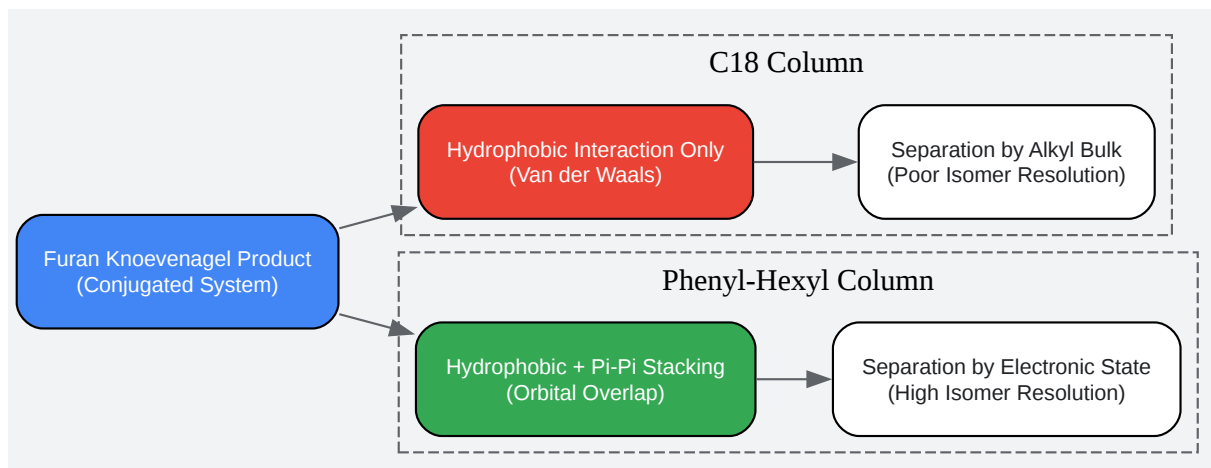 C18 Column
Hydrophobic Interaction Only
(Van der Waals)
Separation by Alkyl Bulk
(Poor Isomer Resolution)
Furan Knoevenagel Product
(Conjugated System)
Phenyl-Hexyl Column
Hydrophobic + Pi-Pi Stacking
(Orbital Overlap)
Separation by Electronic State
(High Isomer Resolution)